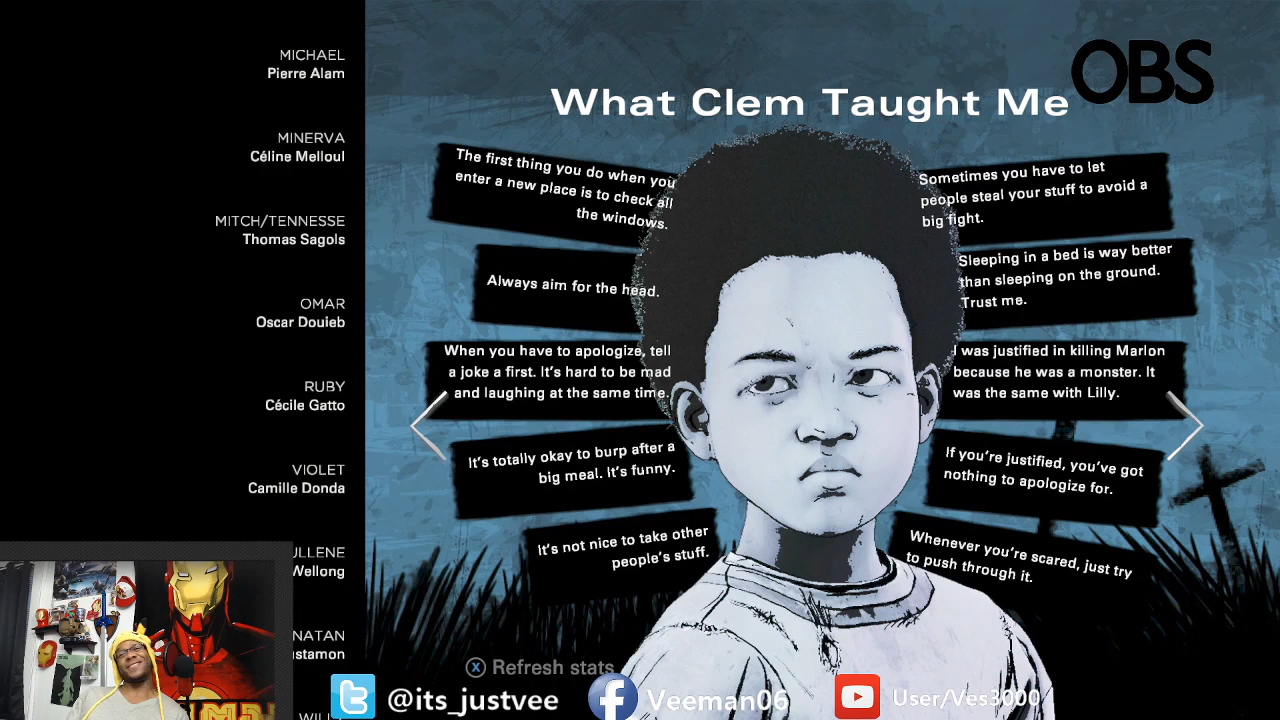 MICHAEL
Pierre Alam
MINERVA
Céline Melloul
MITCH/TENNESSE
Thomas Sagols
OMAR
Oscar Douieb
RUBY
Cécile Gatto
VIOLET
Camille Donda
ULLENE
Wellong
NATAN
stamon
WILL
OBS
What Clem Taught Me
The first thing you do when you
enter a new place is to check all
the windows.
Always aim for the head.
When you have to apologize, tell
a joke a first. It's hard to be mad
and laughing at the same time.
It's totally okay to burp after a
big meal. It's funny.
It's not nice to take other
people's stuff.
Sometimes you have to let
people steal your stuff to avoid a
big fight.
Sleeping in a bed is way better
than sleeping on the ground.
Trust me.
I was justified in killing Marlon
because he was a monster. It
was the same with Lilly.
If you're justified, you've got
nothing to apologize for.
Whenever you're scared, just try
to push through it.
X Refresh stats
@its_justvee
Veeman06
User/Ves3000